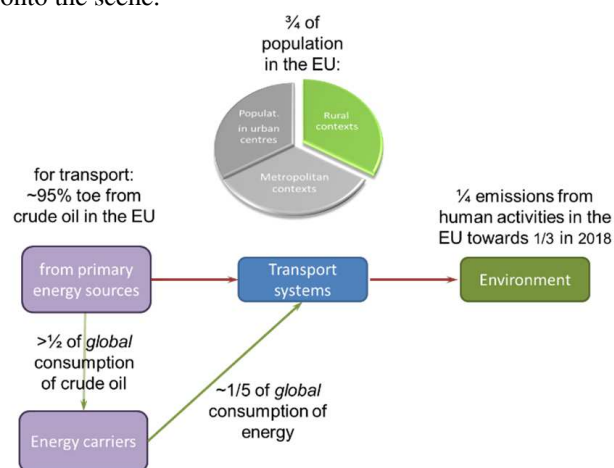 onto the scene.
¾ of
population
in the EU:
Populat.
in urban
centres
Rural
contexts
Metropolitan
contexts
for transport:
~95% toe from
crude oil in the EU
¼ emissions from
human activities in the
EU towards 1/3 in 2018
from primary
energy sources
Transport
systems
Environment
>½ of global
consumption
of crude oil
~1/5 of global
consumption of
energy
Energy carriers